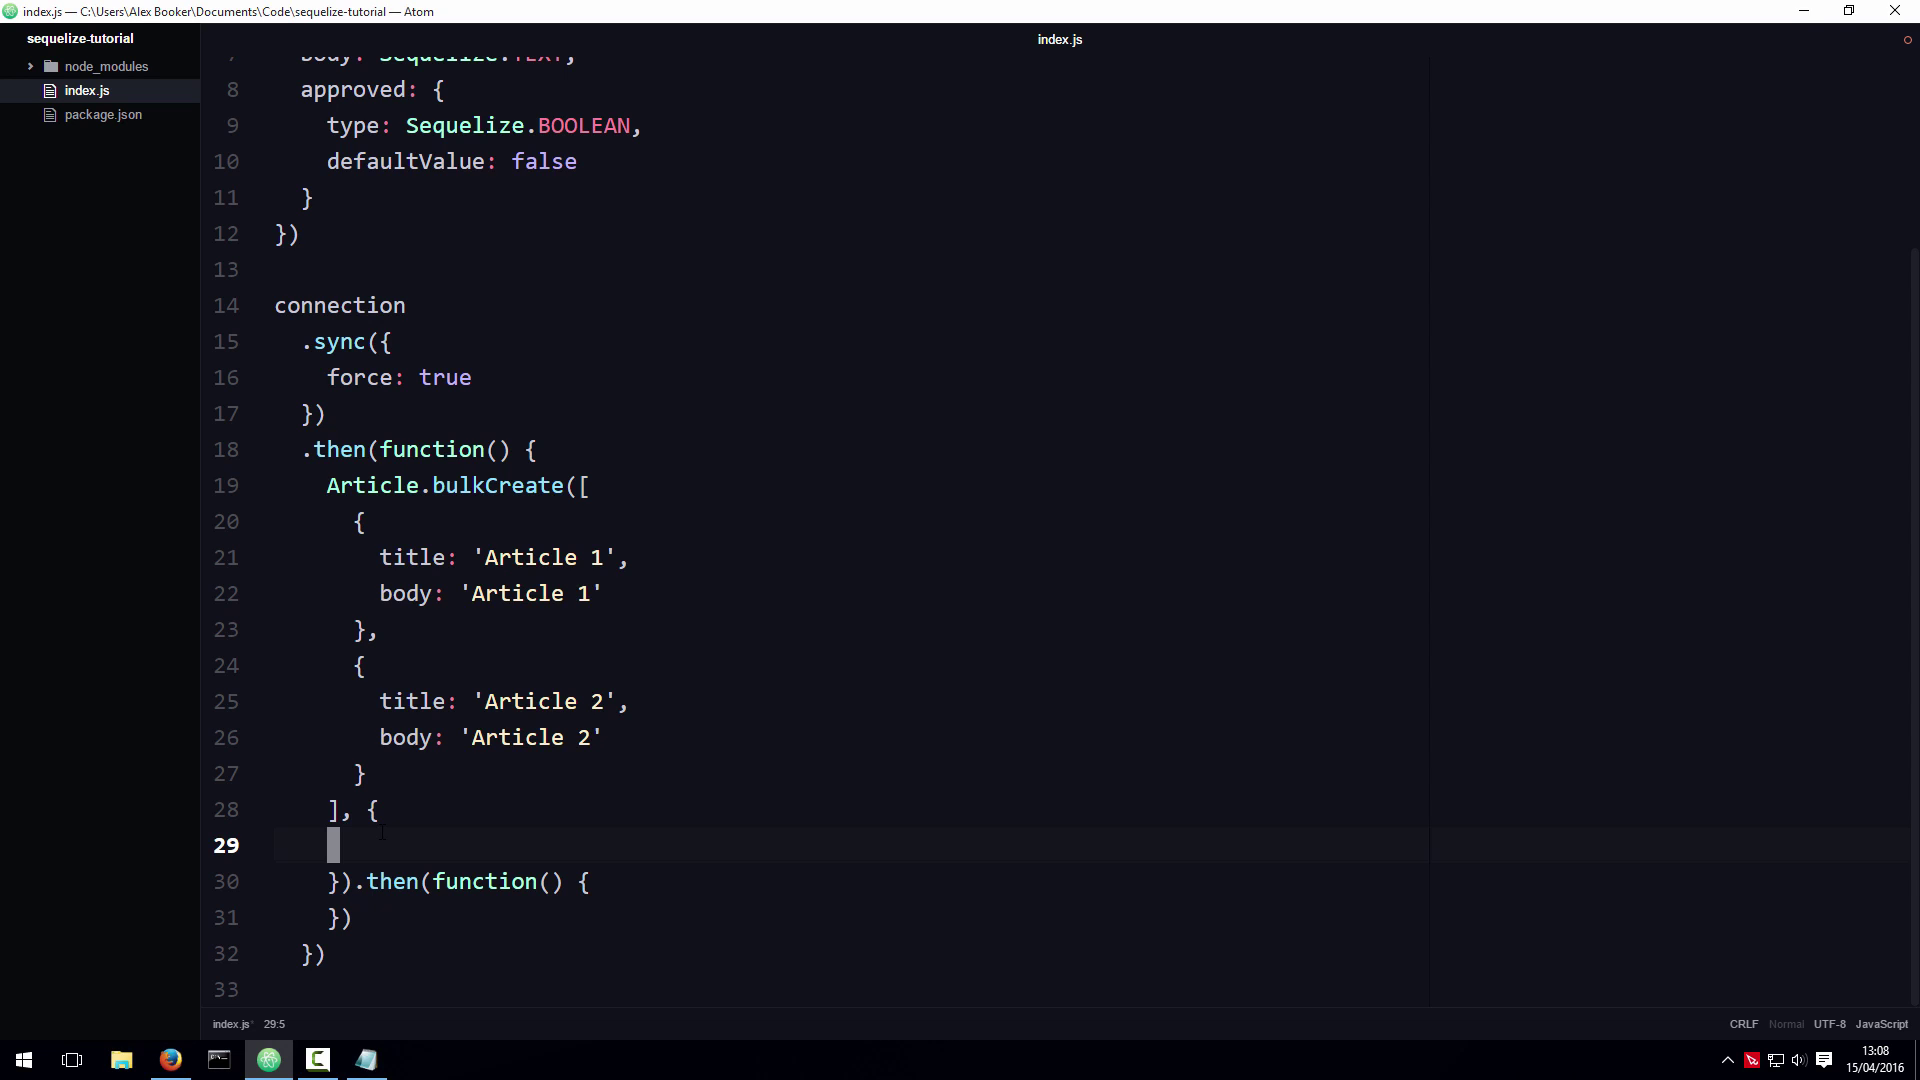 index.js — C:\Users\Alex Booker\Documents\Code\sequelize-tutorial — Atom
sequelize-tutorial
node_modules
index.js
package.json
index.js
7 body: Sequelize.TEXT,
8 approved: {
9 type: Sequelize.BOOLEAN,
10 defaultValue: false
11 }
12 })
13
14 connection
15 .sync({
16 force: true
17 })
18 .then(function() {
19 Article.bulkCreate([
20 {
21 title: 'Article 1',
22 body: 'Article 1'
23 },
24 {
25 title: 'Article 2',
26 body: 'Article 2'
27 }
28 ], {
29
30 }).then(function() {
31 })
32 })
33
index.js* 29:5
CRLF Normal UTF-8 JavaScript
13:08
15/04/2016